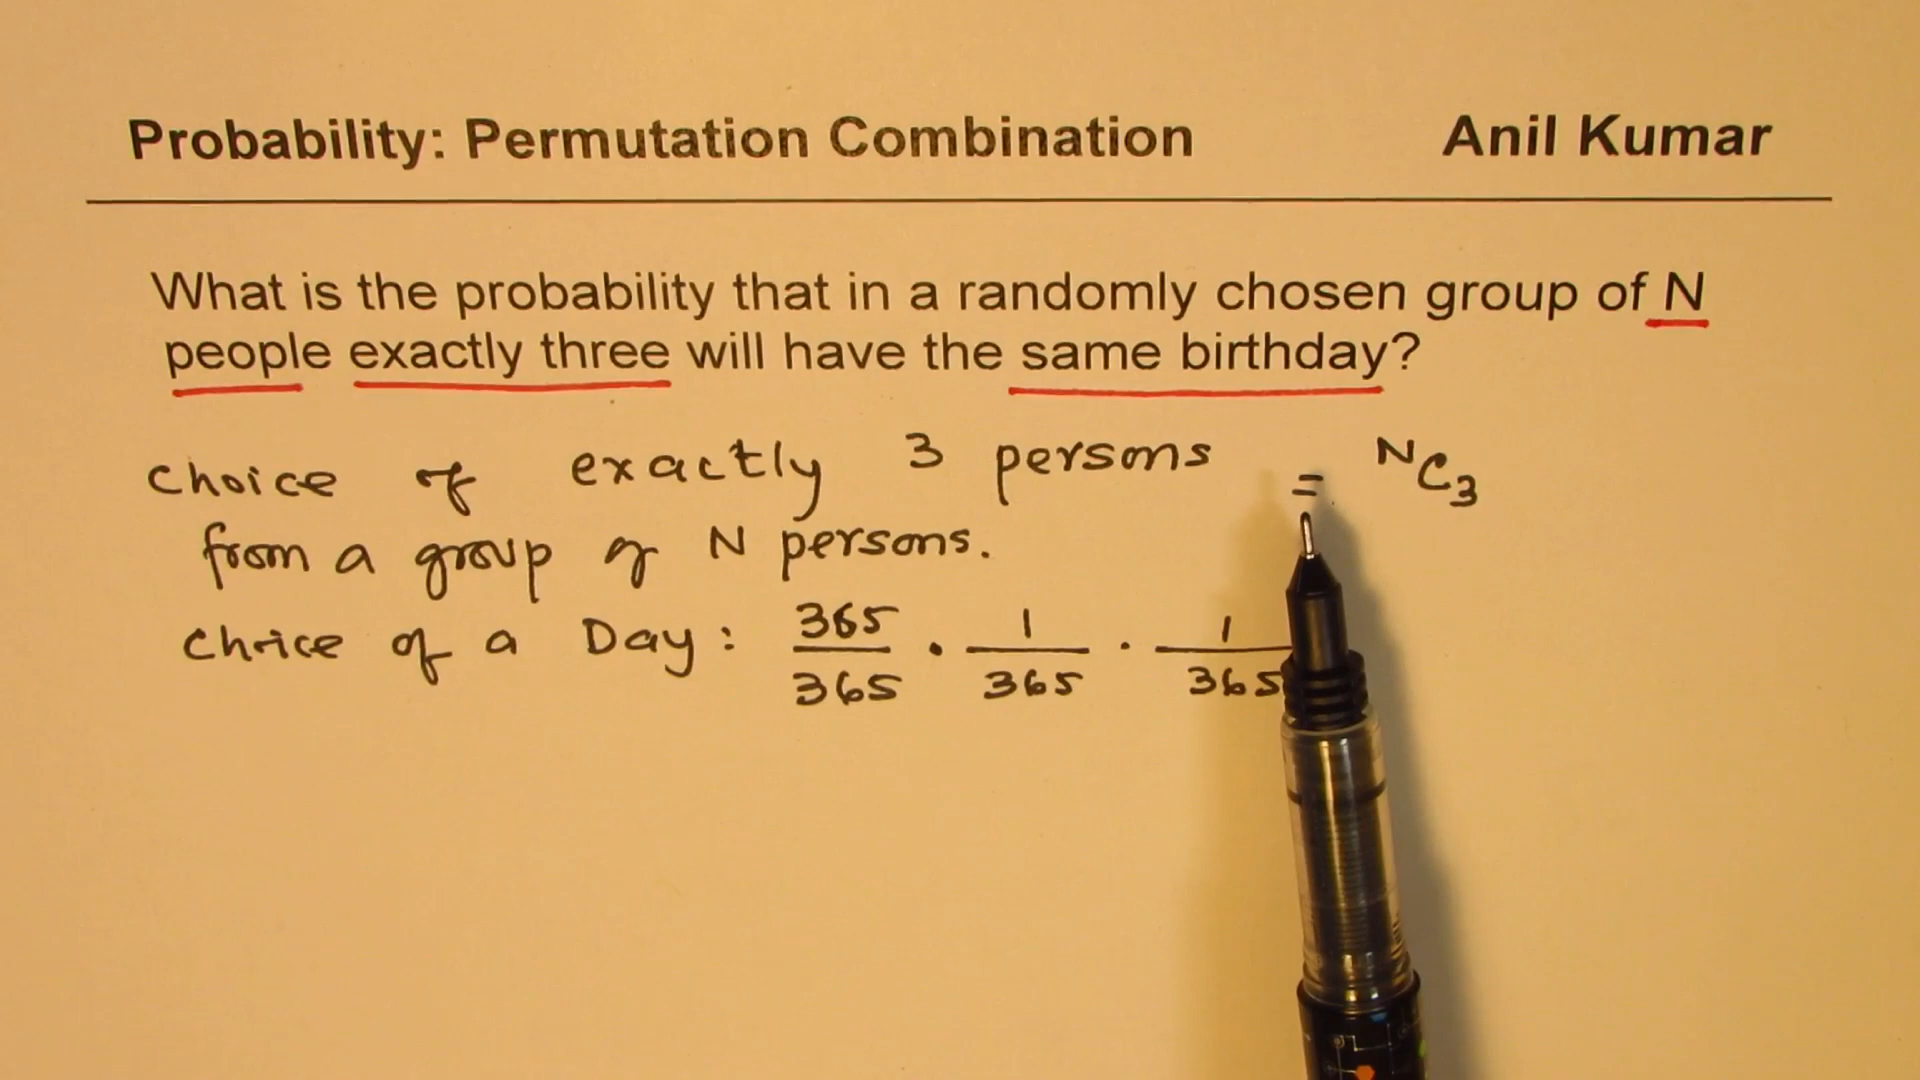 Probability: Permutation Combination Anil Kumar
What is the probability that in a randomly chosen group of N
people exactly three will have the same birthday?
Choice of exactly 3 persons = ᴺC₃
from a group of N persons.
Choice of a Day: 365/365 · 1/365 · 1/365